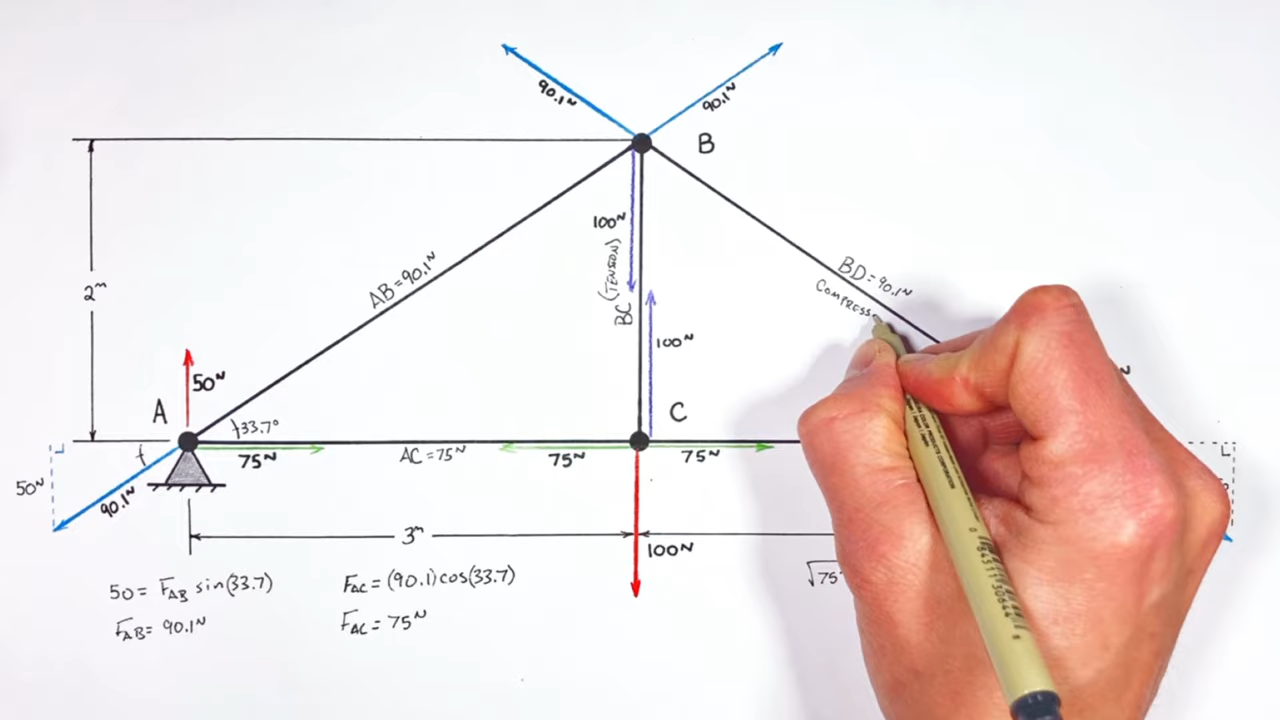 90.1N
90.1N
B
100N
BC (TENSION)
2m
AB=90.1N
BD=90.1N
COMPRESS
100N
50N
A
33.7°
C
75N
AC=75N
75N
75N
50N
90.1N
3m
100N
√75
50= FAB sin(33.7)
FAB= 90.1N
FAC=(90.1)cos(33.7)
FAC= 75N